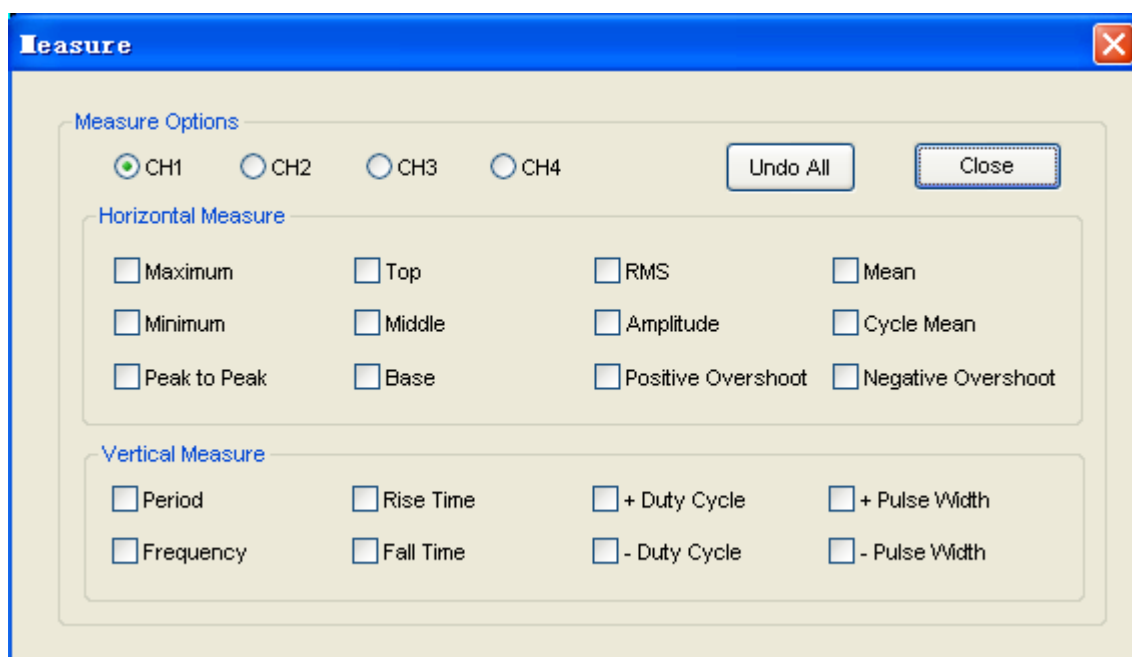 Measure
Measure Options
CH1 CH2 CH3 CH4 Undo All Close
Horizontal Measure
Maximum Top RMS Mean
Minimum Middle Amplitude Cycle Mean
Peak to Peak Base Positive Overshoot Negative Overshoot
Vertical Measure
Period Rise Time + Duty Cycle + Pulse Width
Frequency Fall Time - Duty Cycle - Pulse Width